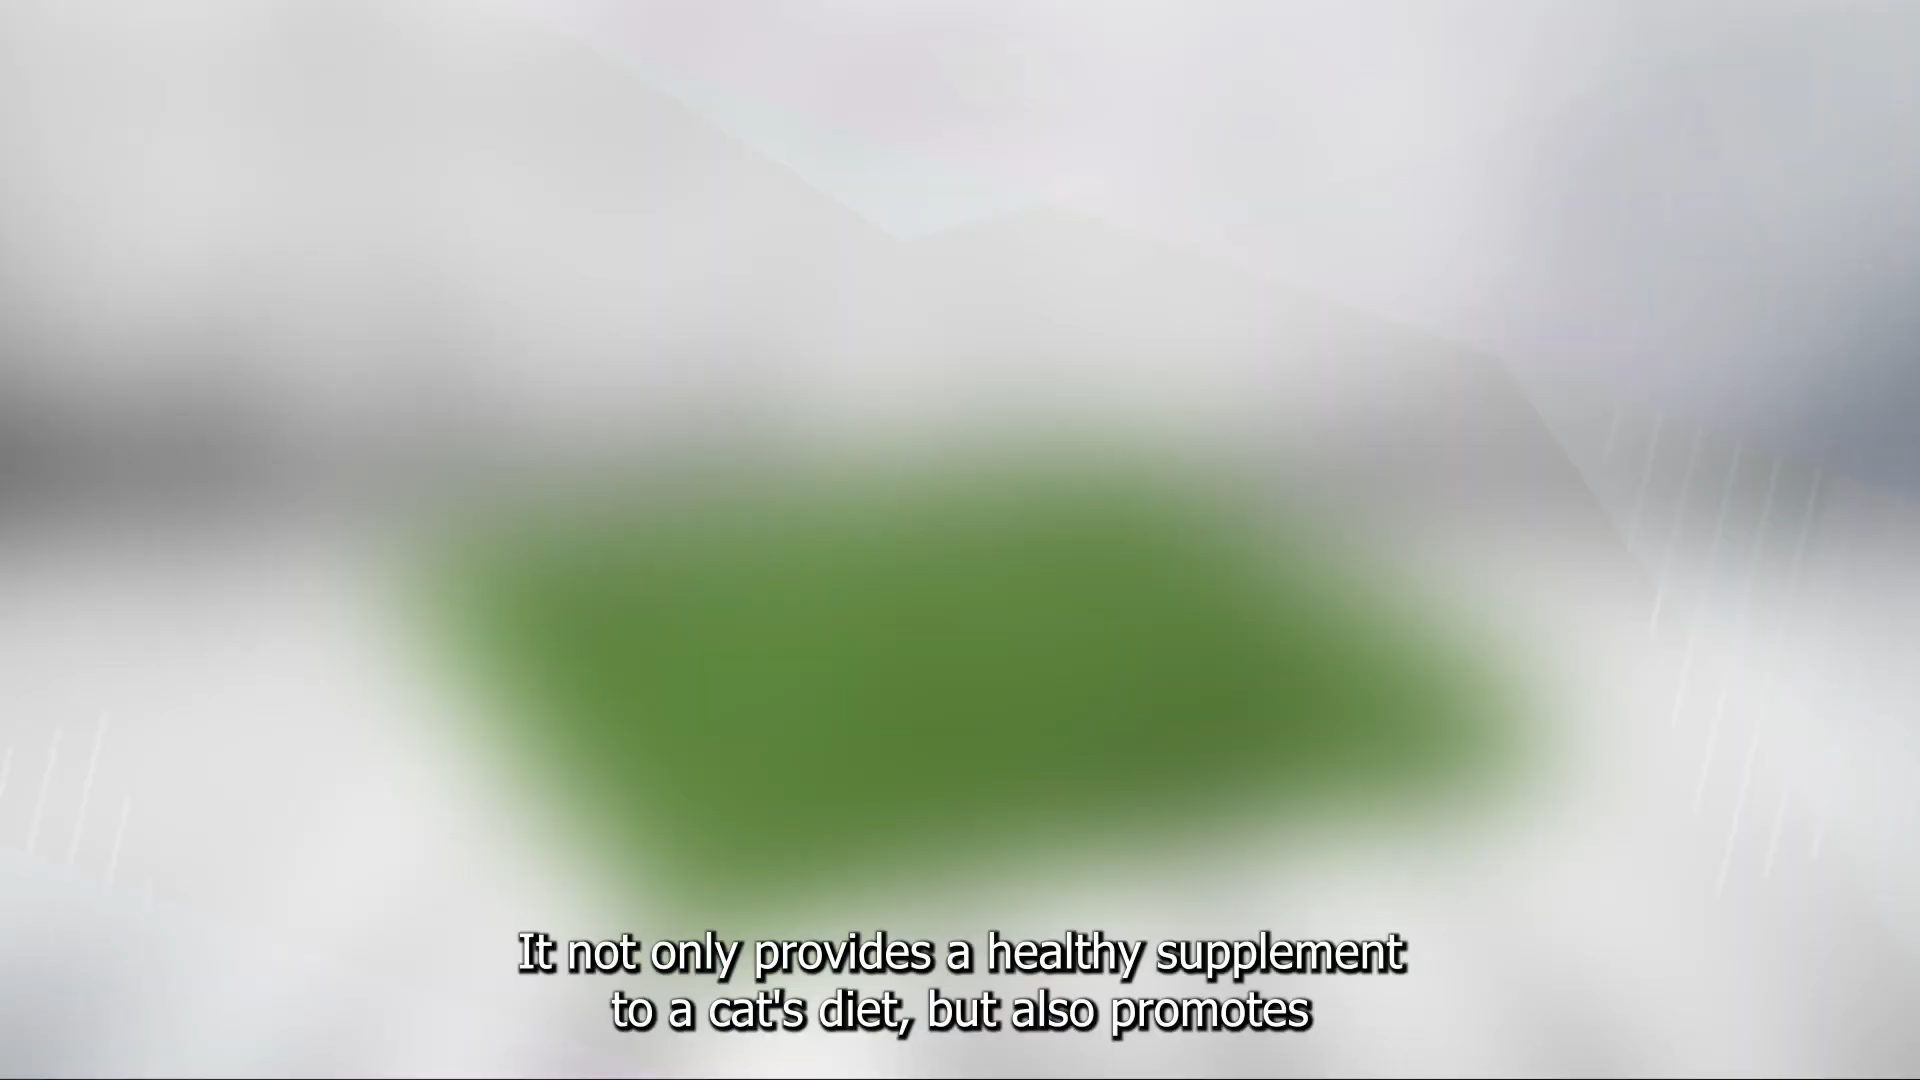 It not only provides a healthy supplement
to a cat's diet, but also promotes